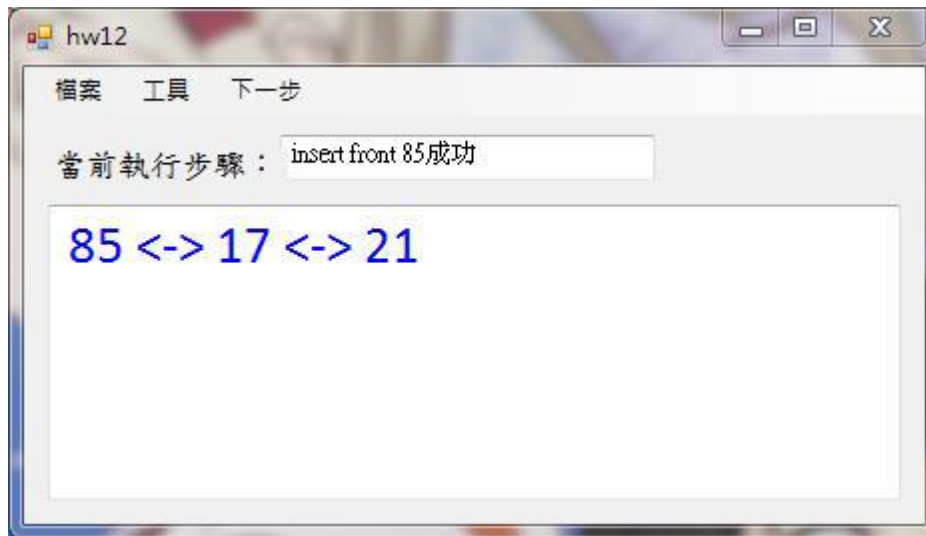 hw12
檔案 工具 下一步
當前執行步驟： insert front 85成功
85 <-> 17 <-> 21